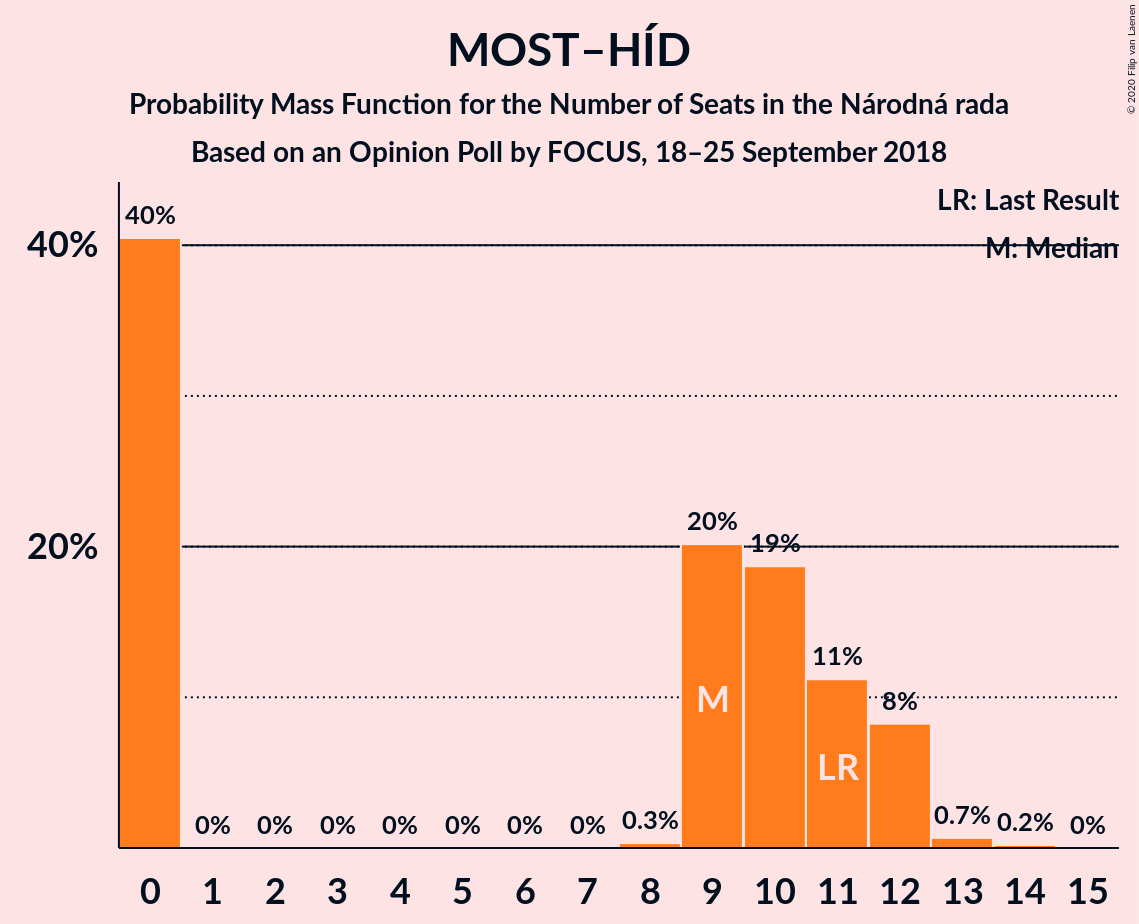 MOST–HÍD
Probability Mass Function for the Number of Seats in the Národná rada
Based on an Opinion Poll by FOCUS, 18–25 September 2018
© 2020 Filip van Laenen
LR: Last Result
M: Median
40%
20%
40%
0%
0%
0%
0%
0%
0%
0%
0.3%
20%
19%
11%
8%
0.7%
0.2%
0%
M
LR
0 1 2 3 4 5 6 7 8 9 10 11 12 13 14 15